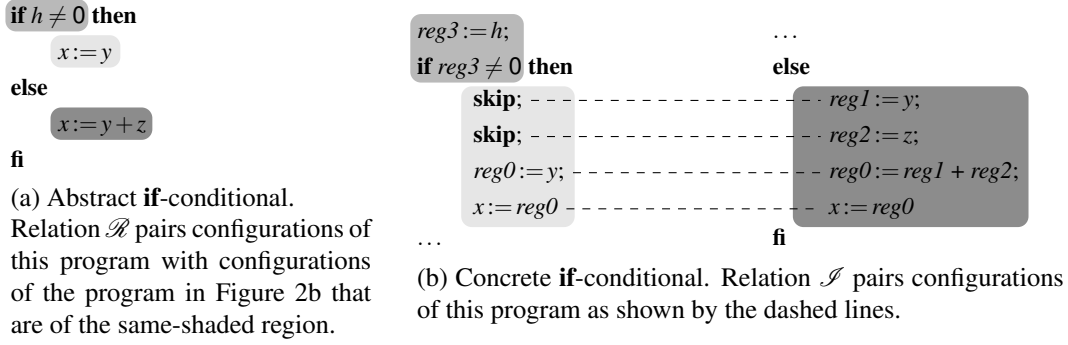 if h ≠ 0 then
x := y
else
x := y + z
fi
(a) Abstract if-conditional.
Relation ℛ pairs configurations of
this program with configurations
of the program in Figure 2b that
are of the same-shaded region.
reg3 := h;
if reg3 ≠ 0 then
skip;
skip;
reg0 := y;
x := reg0
...
...
else
reg1 := y;
reg2 := z;
reg0 := reg1 + reg2;
x := reg0
fi
(b) Concrete if-conditional. Relation ℐ pairs configurations
of this program as shown by the dashed lines.